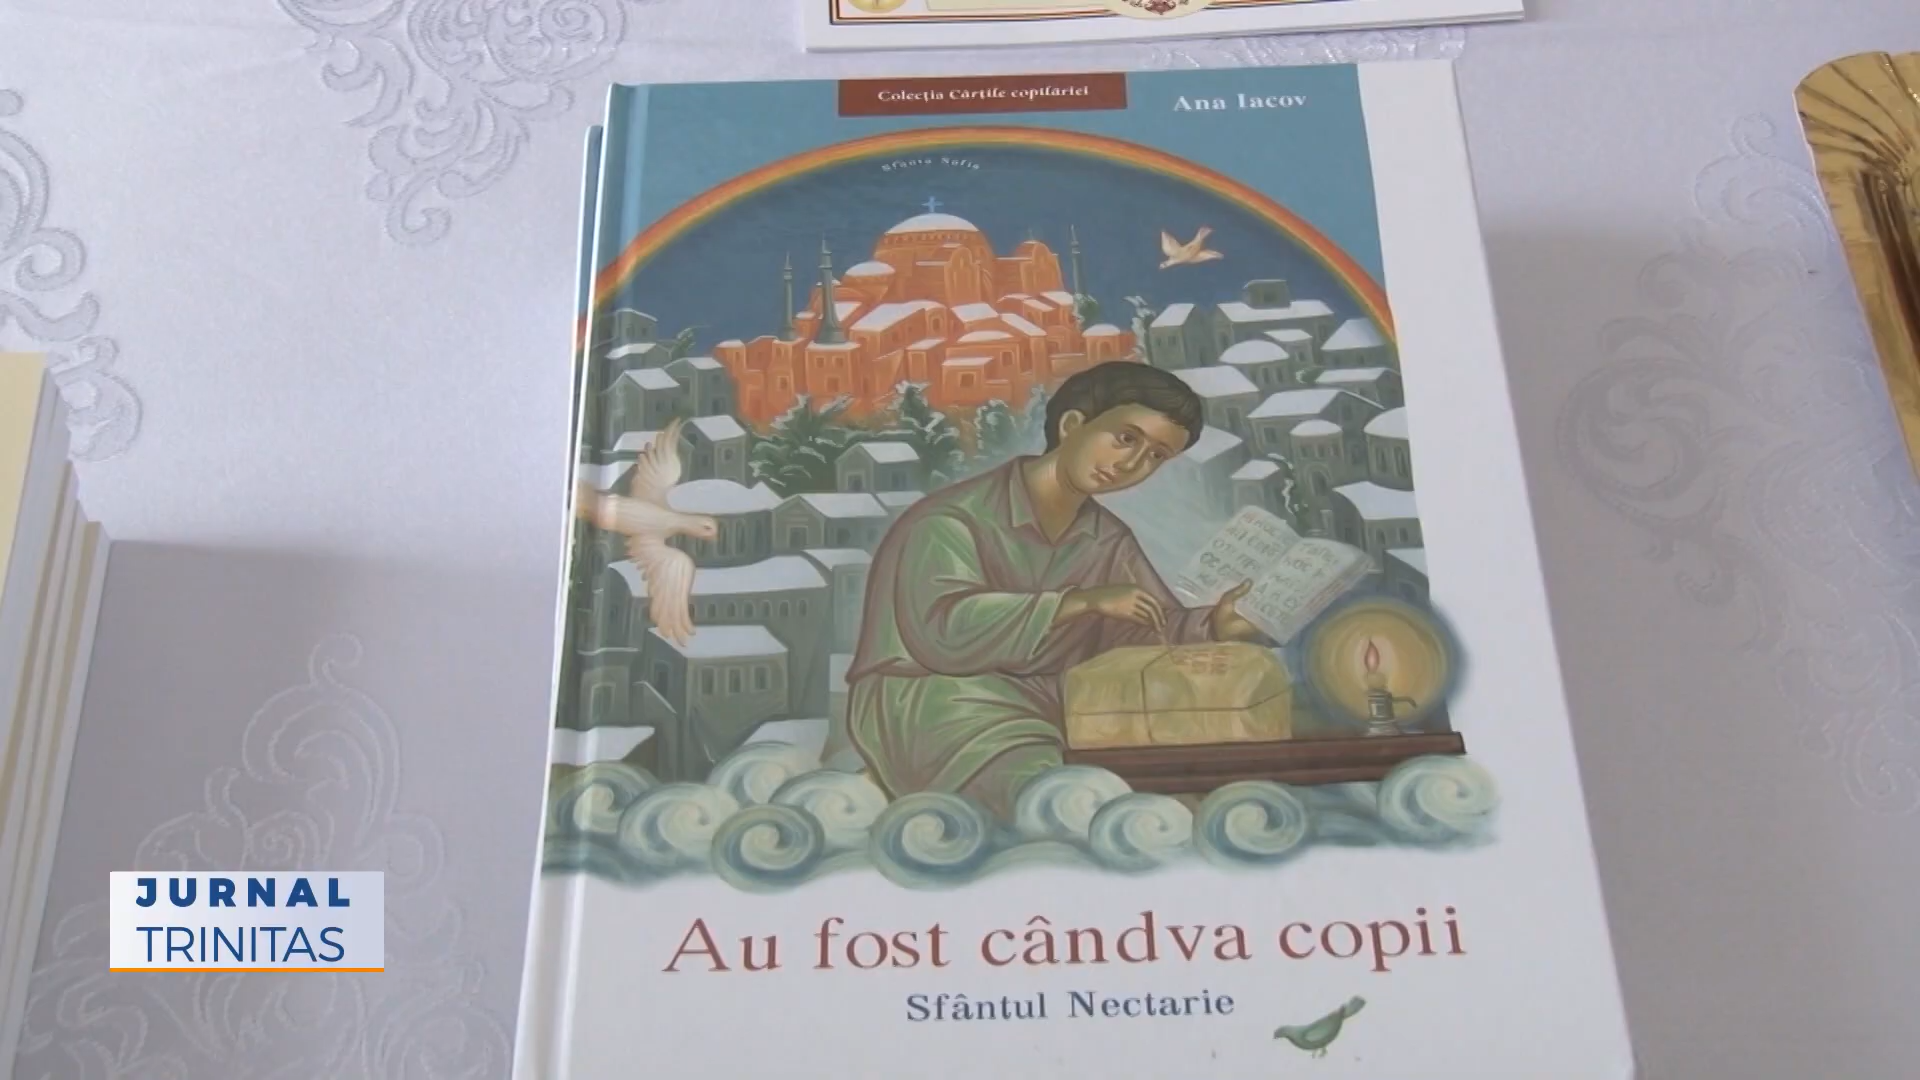 Colecția Cărțile copilăriei
Ana Iacov
Sfânta Sofia
Au fost cândva copii
Sfântul Nectarie
JURNAL
TRINITAS